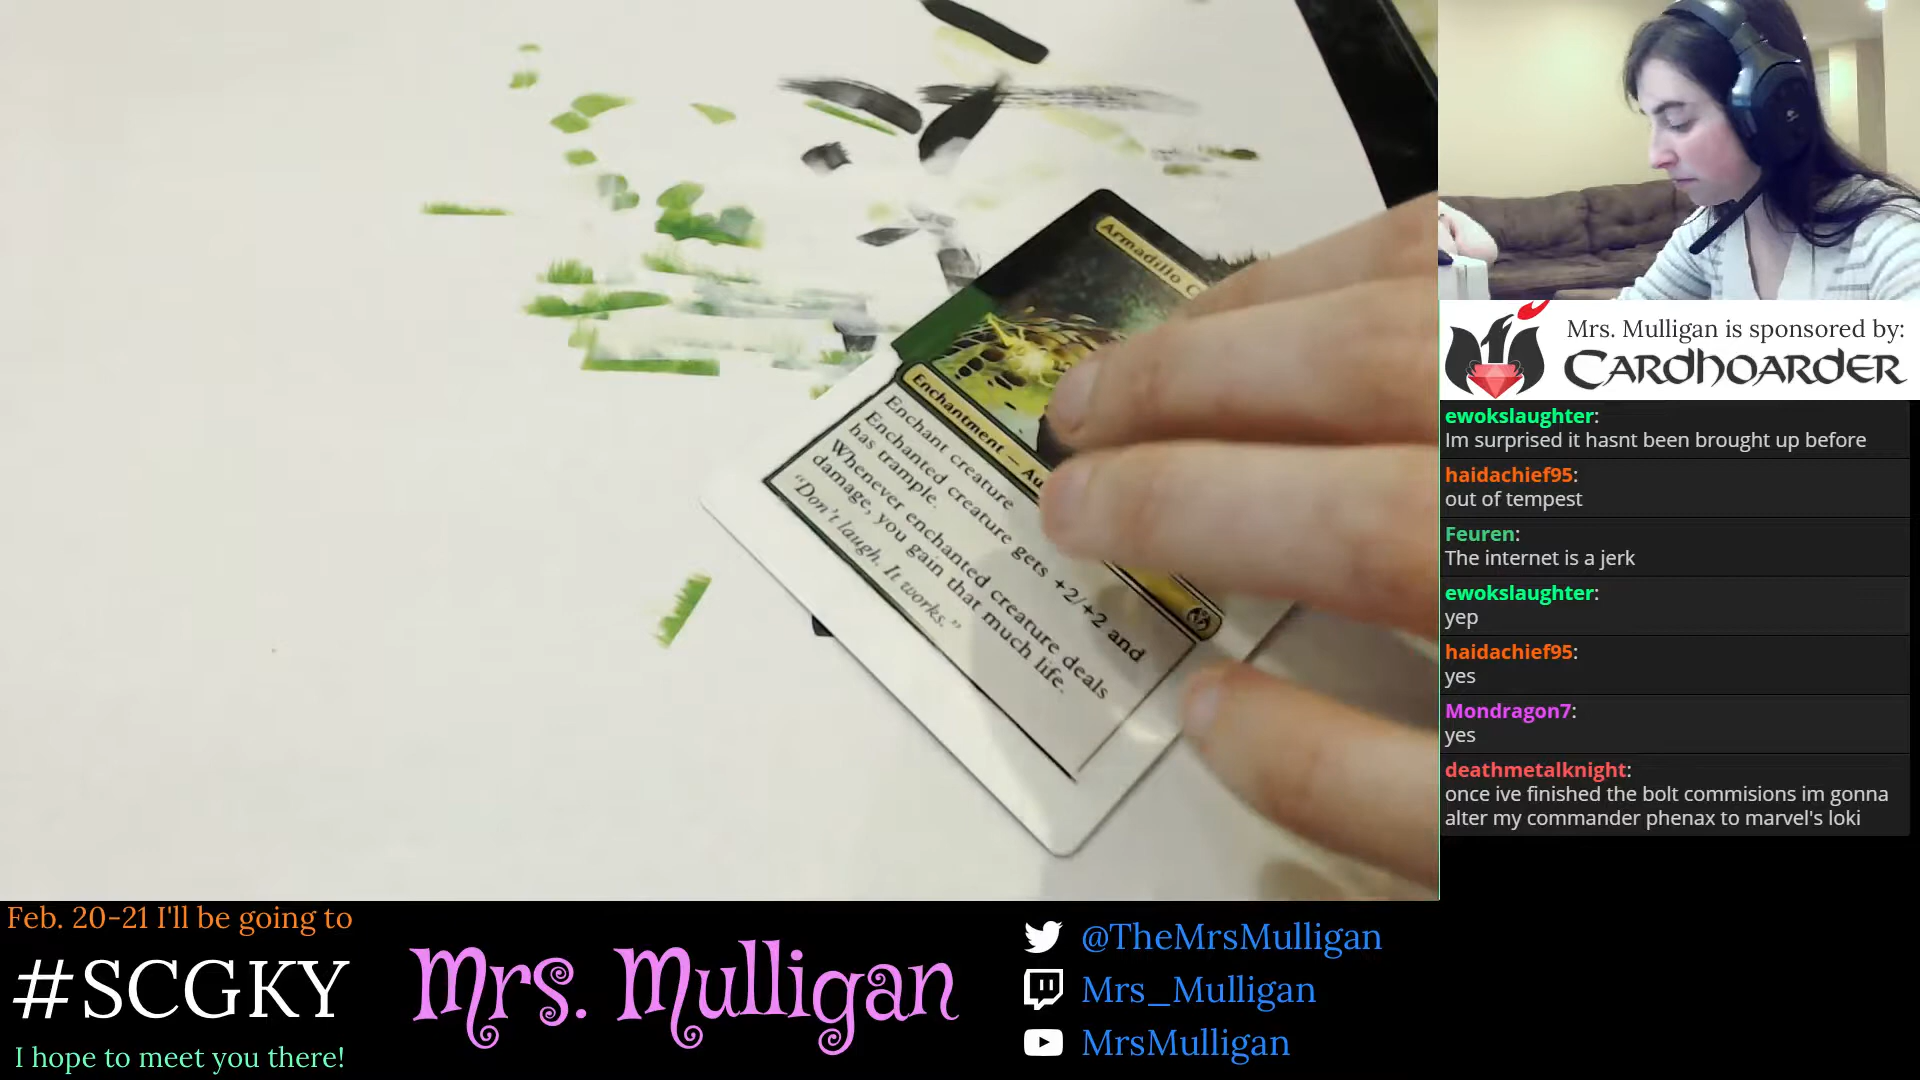 Armadillo C
Enchantment — Au
Enchant creature
Enchanted creature gets +2/+2 and
has trample.
Whenever enchanted creature deals
damage, you gain that much life.
"Don't laugh. It works."
Mrs. Mulligan is sponsored by:
CARDHOARDER
ewokslaughter:
Im surprised it hasnt been brought up before
haidachief95:
out of tempest
Feuren:
The internet is a jerk
ewokslaughter:
yep
haidachief95:
yes
Mondragon7:
yes
deathmetalknight:
once ive finished the bolt commisions im gonna
alter my commander phenax to marvel's loki
Feb. 20-21 I'll be going to
#SCGKY
I hope to meet you there!
Mrs. Mulligan
@TheMrsMulligan
Mrs_Mulligan
MrsMulligan